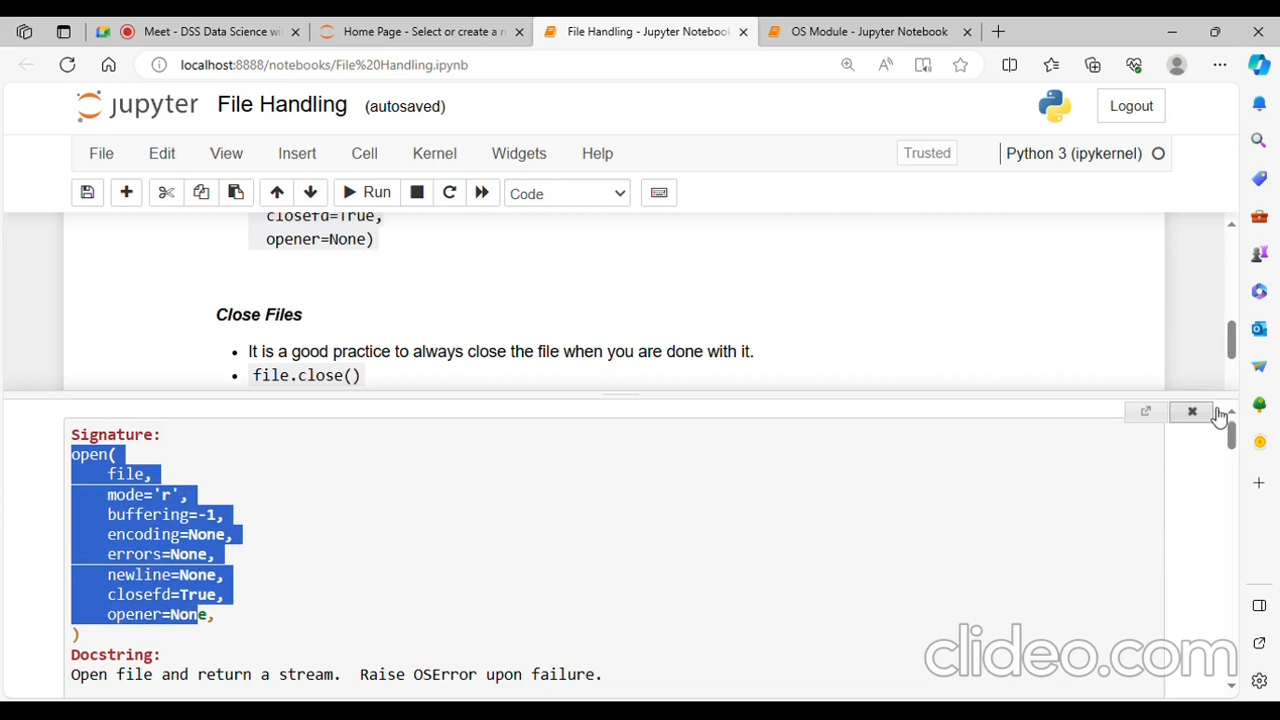 Meet - DSS Data Science wil
Home Page - Select or create a n
File Handling - Jupyter Notebook
OS Module - Jupyter Notebook
localhost:8888/notebooks/File%20Handling.ipynb
jupyter File Handling (autosaved)
Logout
File Edit View Insert Cell Kernel Widgets Help
Trusted
Python 3 (ipykernel)
Run
Code
closefd=True,
opener=None)
Close Files
It is a good practice to always close the file when you are done with it.
file.close()
Signature:
open(
file,
mode='r',
buffering=-1,
encoding=None,
errors=None,
newline=None,
closefd=True,
opener=None,
)
Docstring:
Open file and return a stream.  Raise OSError upon failure.
clideo.com